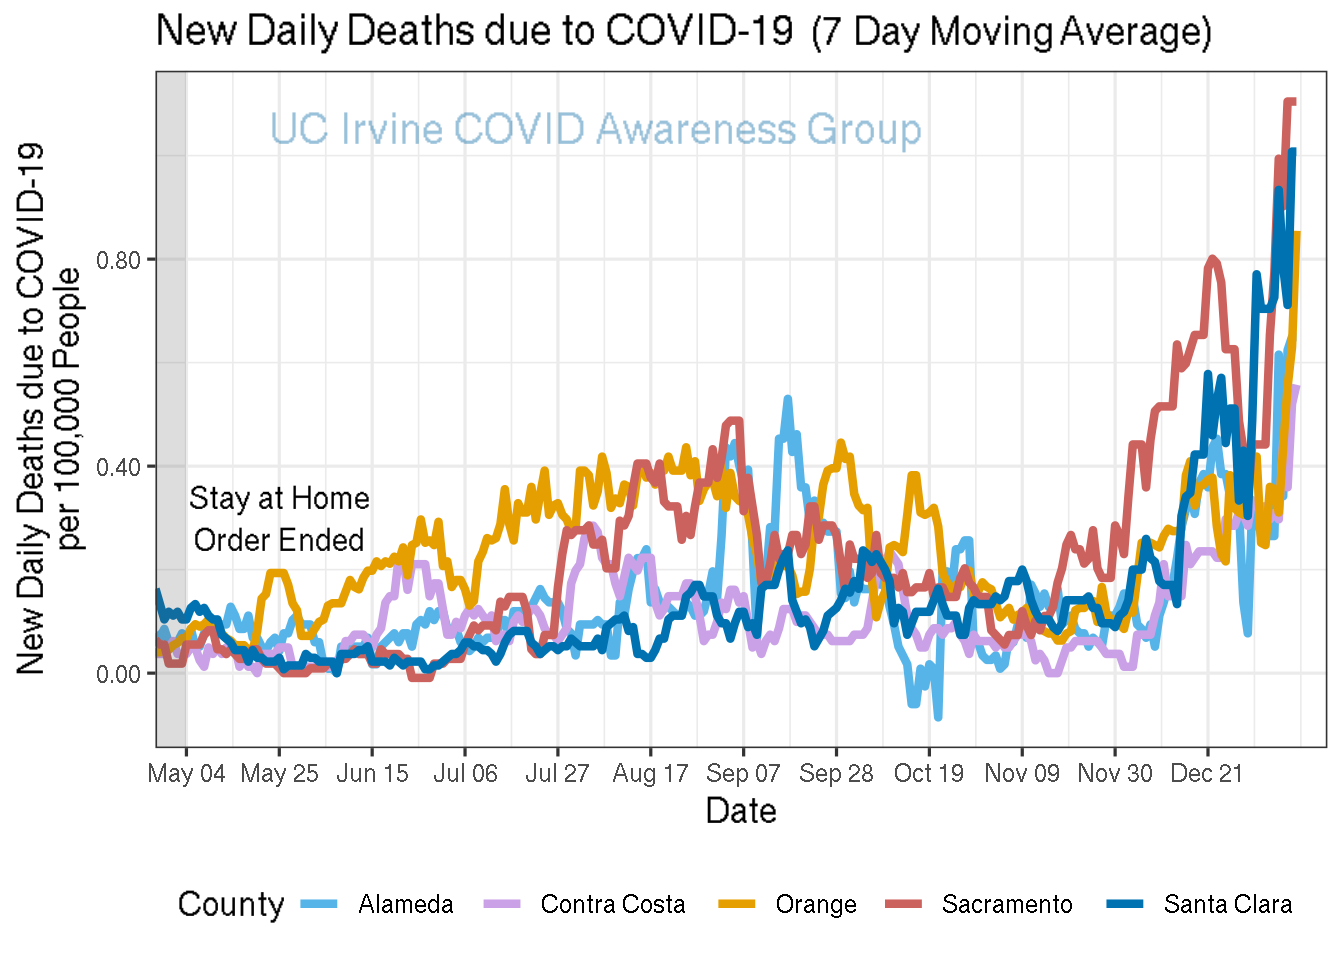 New Daily Deaths due to COVID-19 (7 Day Moving Average)
UC Irvine COVID Awareness Group
New Daily Deaths due to COVID-19
per 100,000 People
0.80
0.40
0.00
Stay at Home
Order Ended
May 04 May 25 Jun 15 Jul 06 Jul 27 Aug 17 Sep 07 Sep 28 Oct 19 Nov 09 Nov 30 Dec 21
Date
County Alameda Contra Costa Orange Sacramento Santa Clara